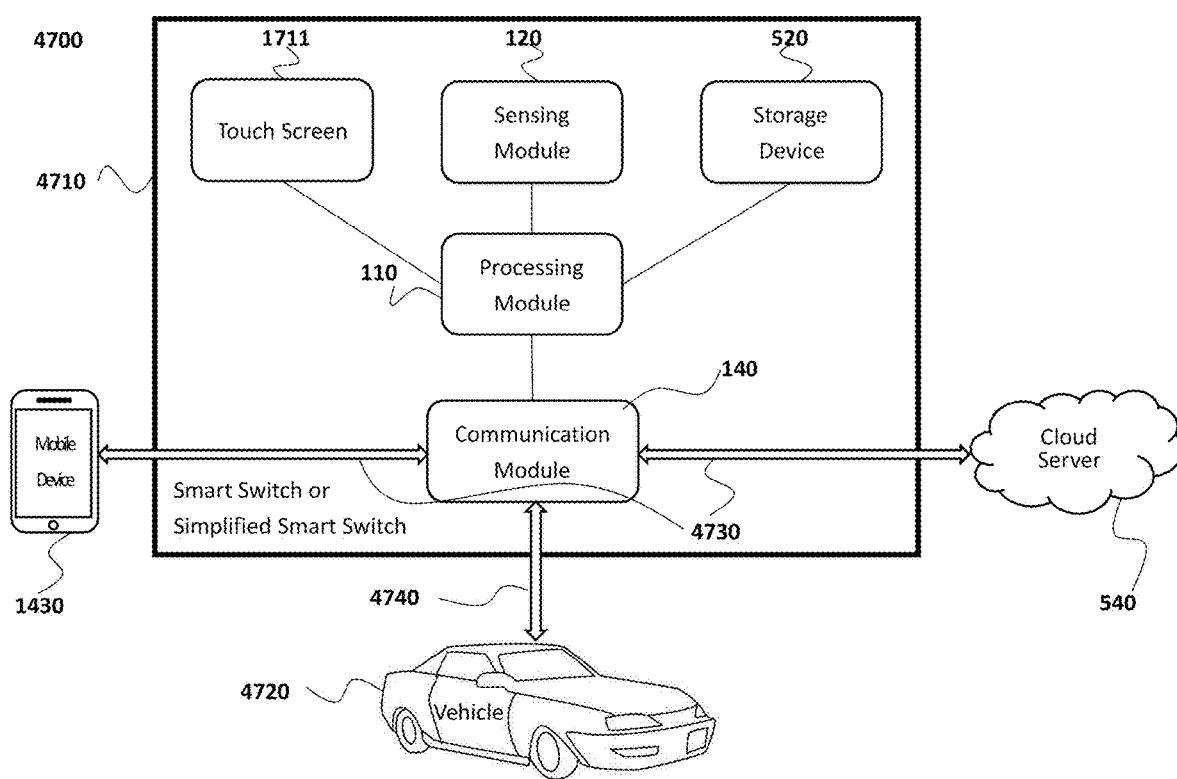 4700
1711
120
520
Touch Screen
Sensing
Module
Storage
Device
4710
110
Processing
Module
140
Mobile
Device
Communication
Module
Cloud
Server
Smart Switch or
Simplified Smart Switch
4730
1430
4740
540
4720
Vehicle